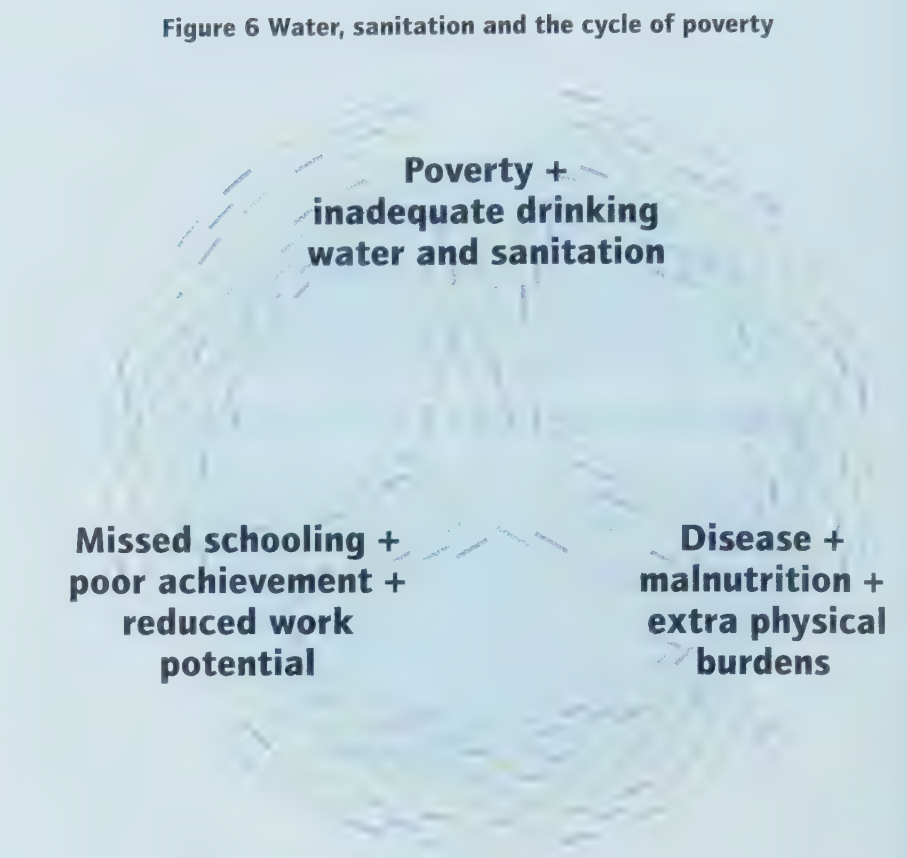 Figure 6 Water, sanitation and the cycle of poverty
Poverty +
inadequate drinking
water and sanitation
Missed schooling +
poor achievement +
reduced work
potential
Disease +
malnutrition +
extra physical
burdens